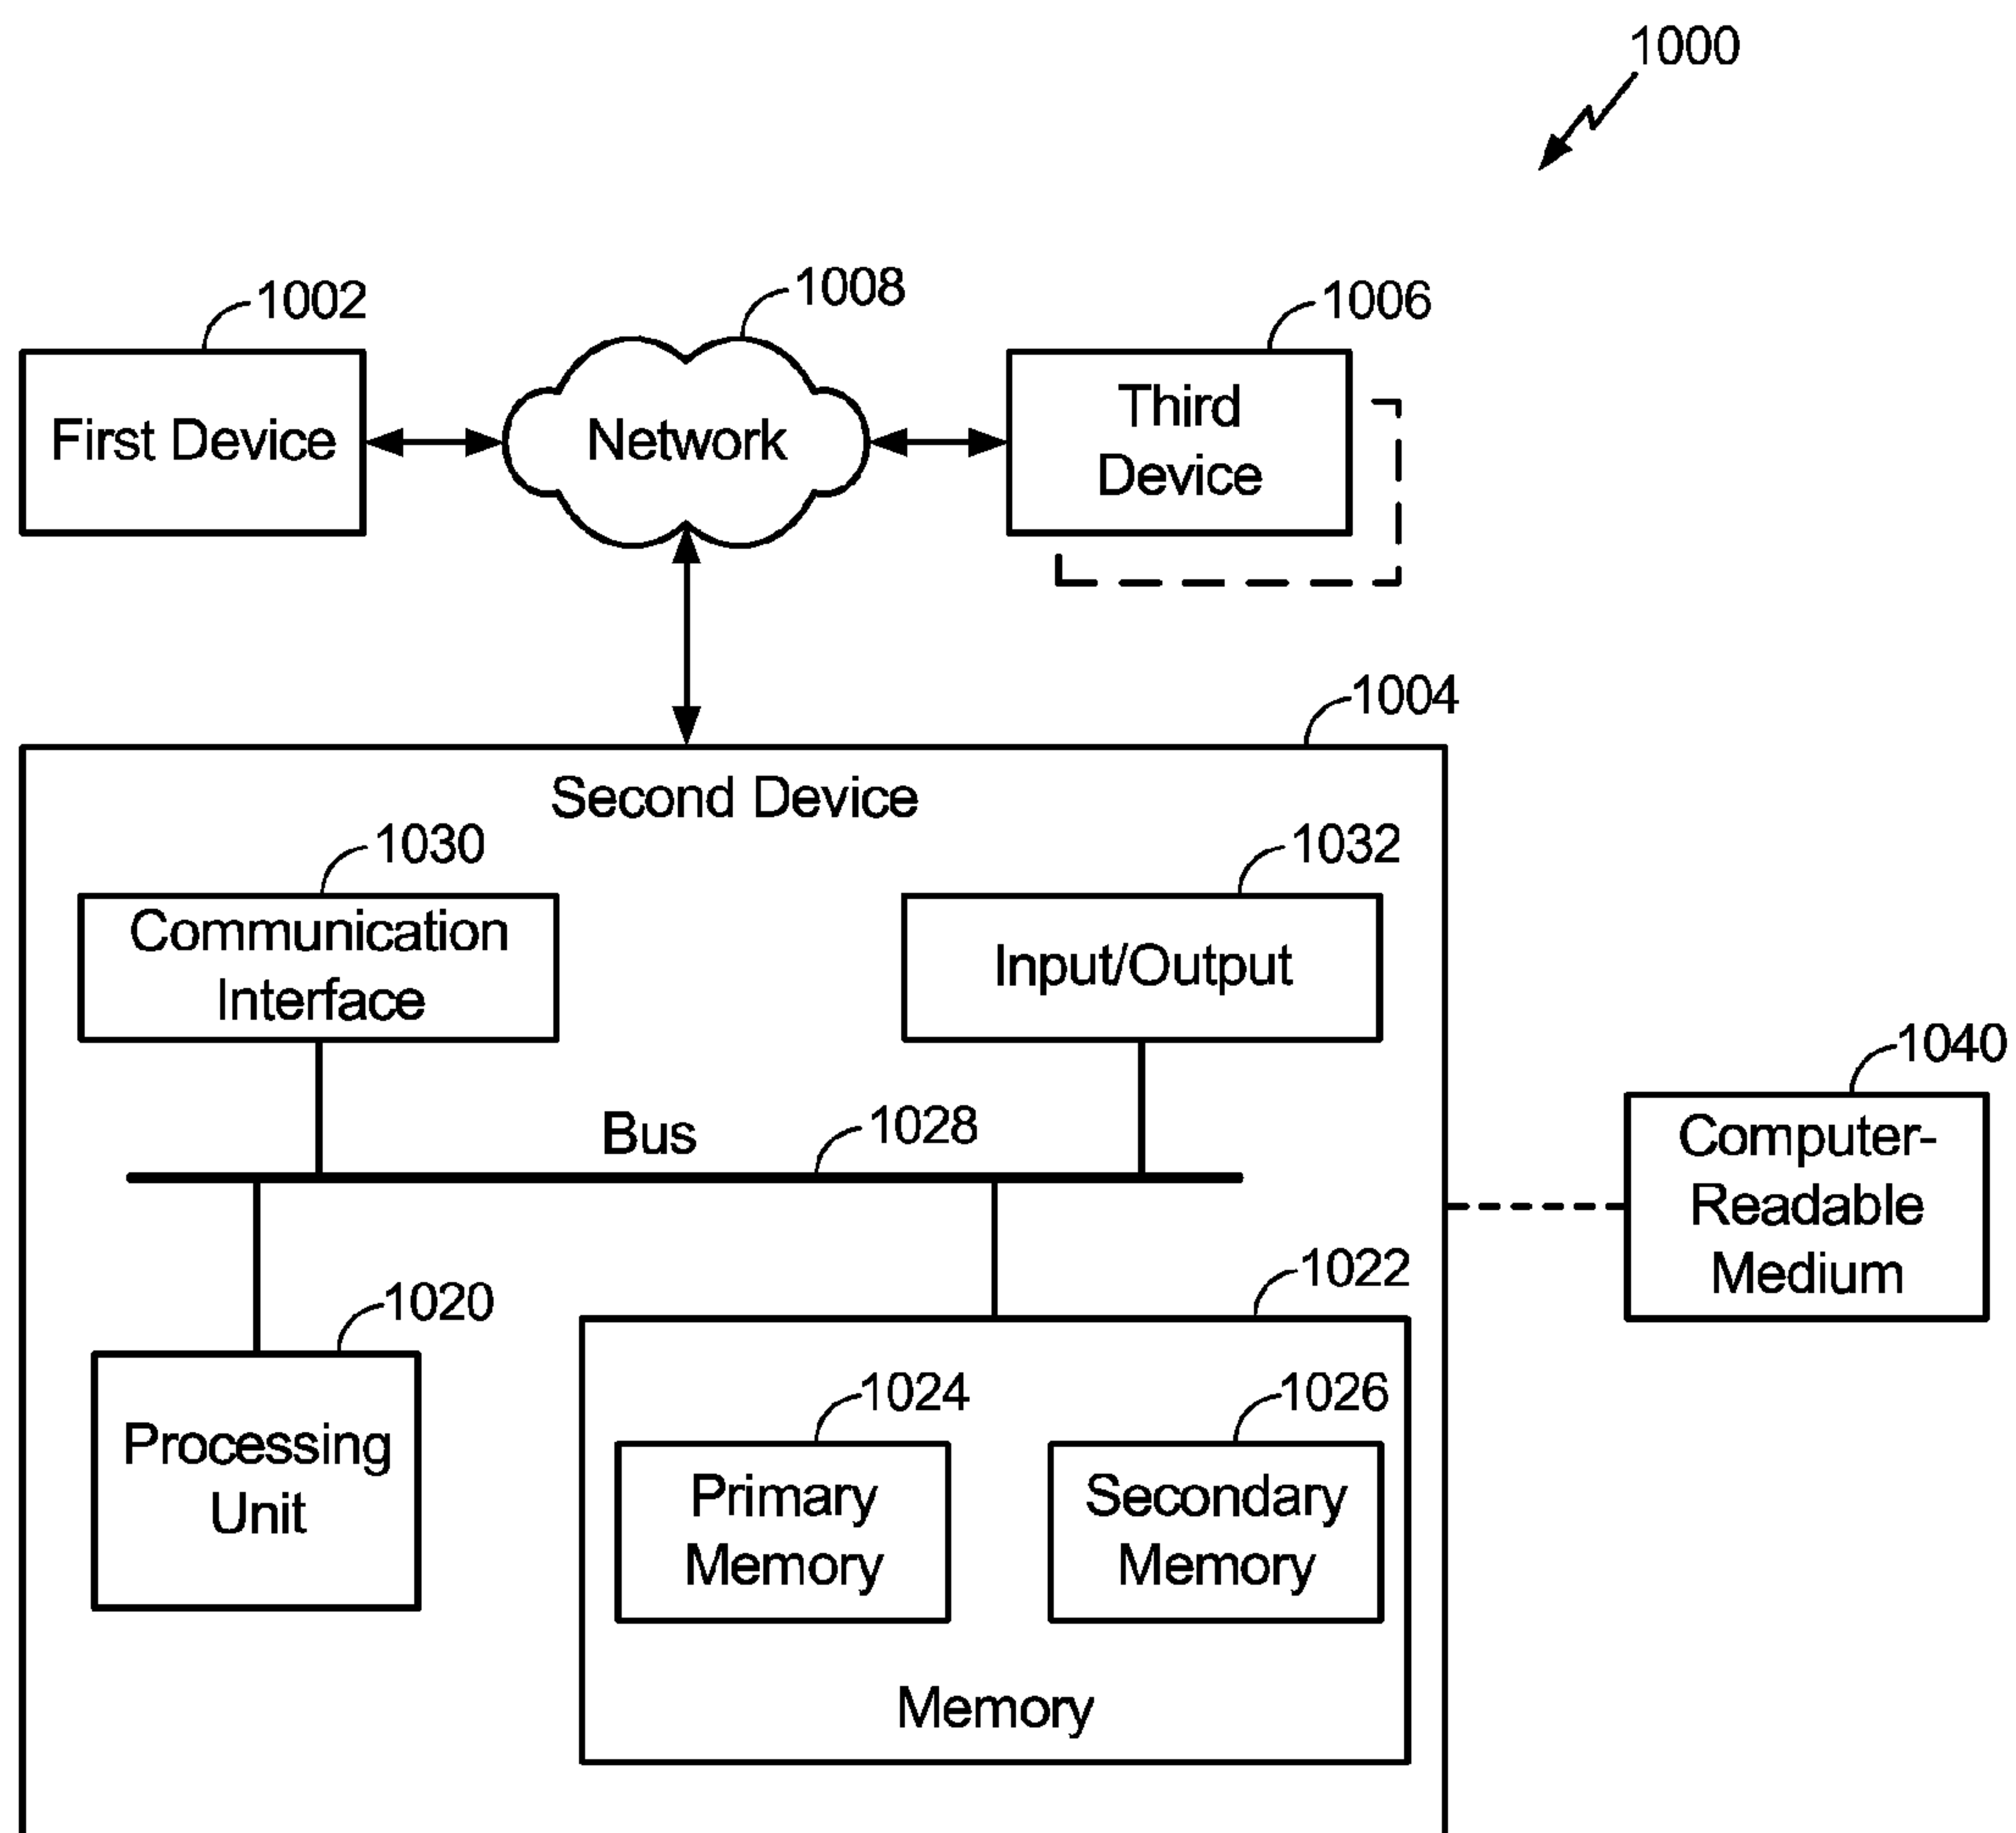 1000
1002
1008
1006
First Device
Network
Third
Device
1004
Second Device
1030
1032
Communication
Interface
Input/Output
1040
Computer-
Readable
Medium
Bus
1028
1022
1020
Processing
Unit
1024
1026
Primary
Memory
Secondary
Memory
Memory